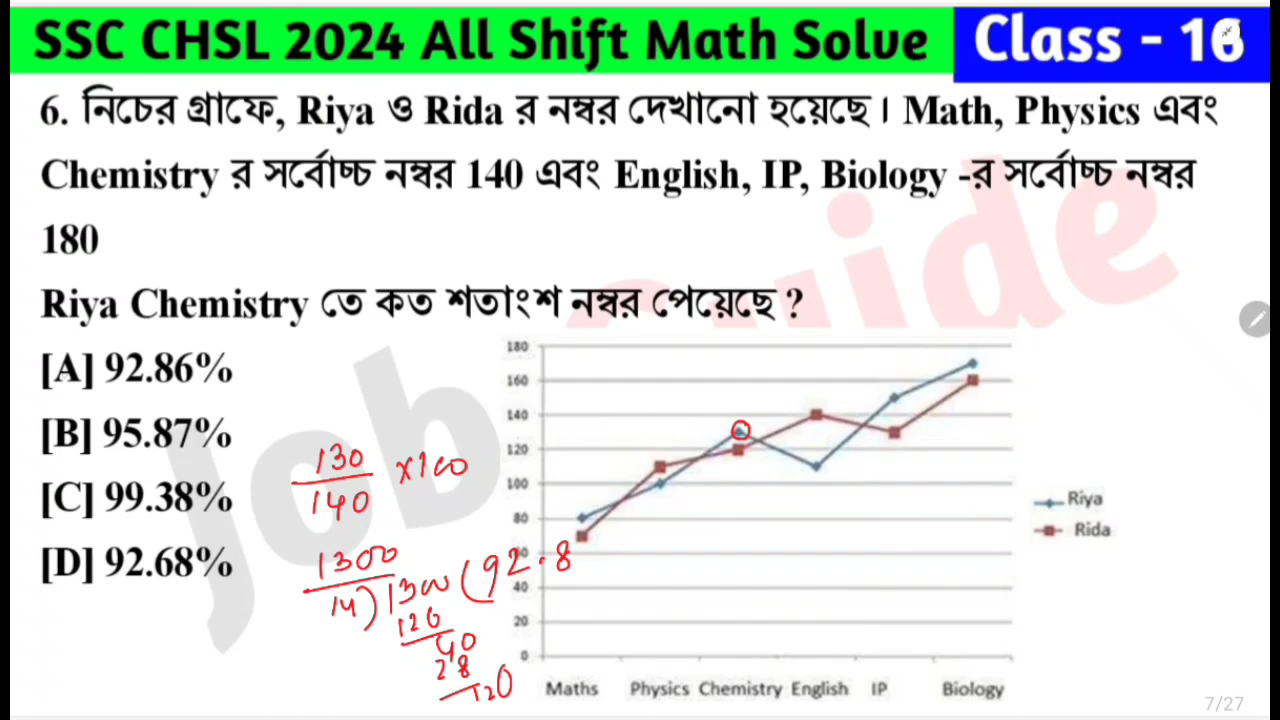 SSC CHSL 2024 All Shift Math Solve
Class - 16
6. নিচের গ্রাফে, Riya ও Rida র নম্বর দেখানো হয়েছে। Math, Physics এবং
Chemistry র সর্বোচ্চ নম্বর 140 এবং English, IP, Biology -র সর্বোচ্চ নম্বর
180
Riya Chemistry তে কত শতাংশ নম্বর পেয়েছে ?
[A] 92.86%
[B] 95.87%
[C] 99.38%
[D] 92.68%
Job Guide
130
140
×100
1300
14)1300(92.8
126
40
28
120
180
160
140
120
100
80
60
40
20
0
Maths Physics Chemistry English IP Biology
Riya
Rida
7/27